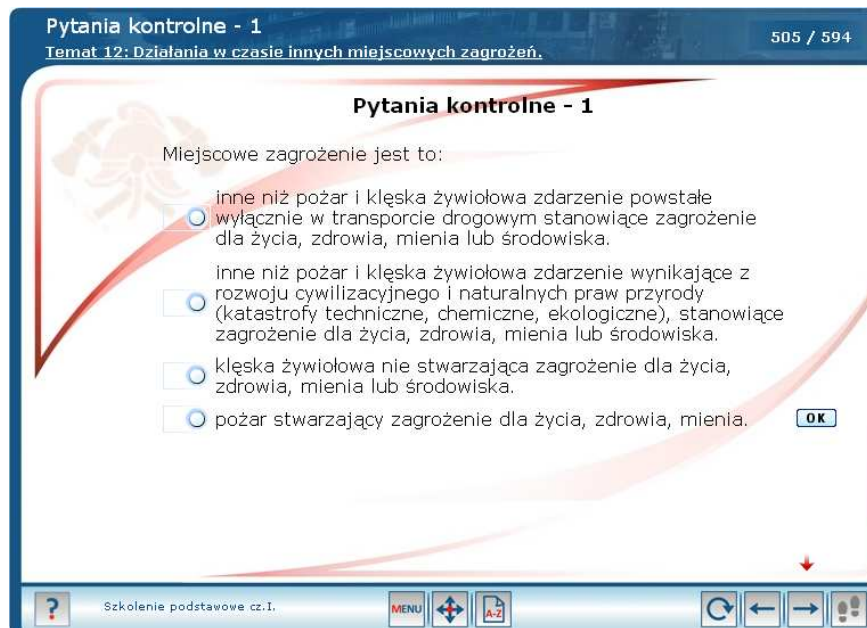 Pytania kontrolne - 1
505 / 594
Temat 12: Działania w czasie innych miejscowych zagrożeń.
Pytania kontrolne - 1
Miejscowe zagrożenie jest to:
inne niż pożar i klęska żywiołowa zdarzenie powstałe
wyłącznie w transporcie drogowym stanowiące zagrożenie
dla życia, zdrowia, mienia lub środowiska.
inne niż pożar i klęska żywiołowa zdarzenie wynikające z
rozwoju cywilizacyjnego i naturalnych praw przyrody
(katastrofy techniczne, chemiczne, ekologiczne), stanowiące
zagrożenie dla życia, zdrowia, mienia lub środowiska.
klęska żywiołowa nie stwarzająca zagrożenie dla życia,
zdrowia, mienia lub środowiska.
pożar stwarzający zagrożenie dla życia, zdrowia, mienia.
OK
?
Szkolenie podstawowe cz.I.
MENU
A-Z